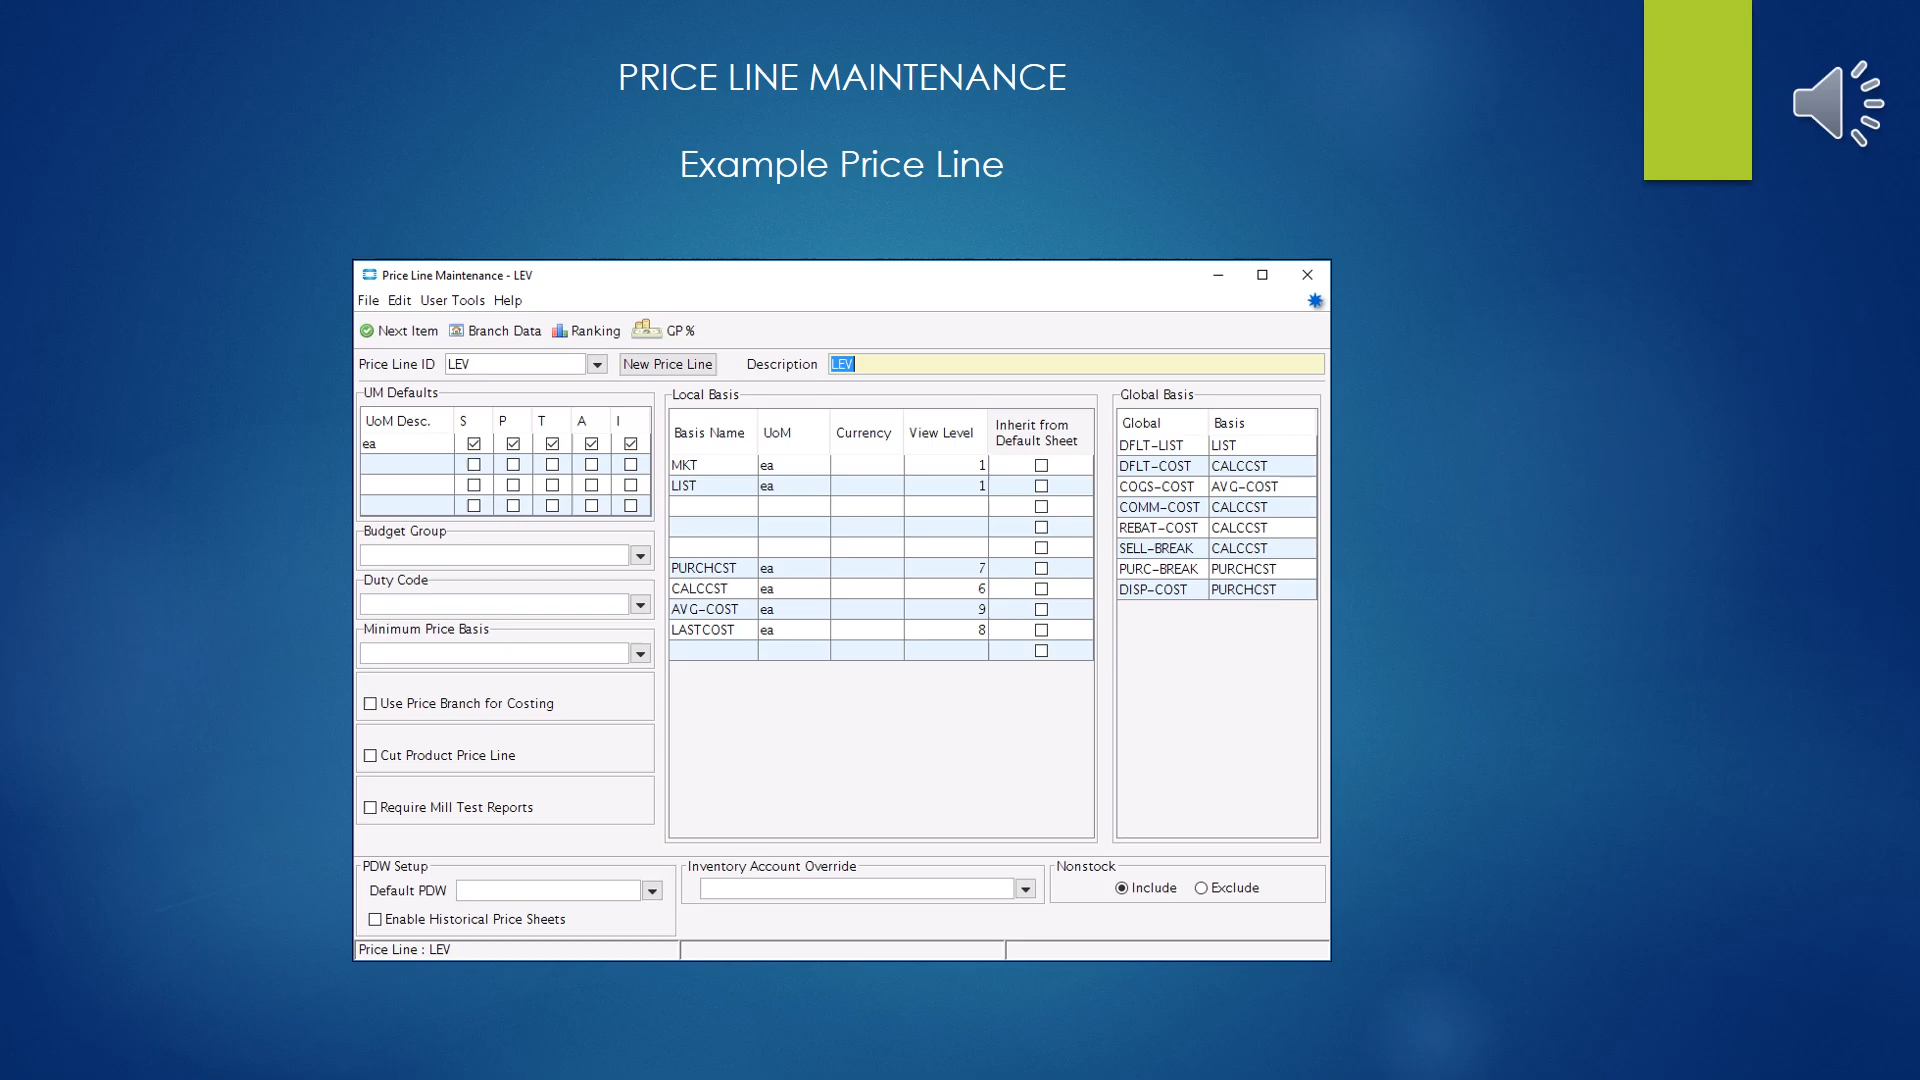 PRICE LINE MAINTENANCE
Example Price Line
Price Line Maintenance - LEV
File Edit User Tools Help
Next Item Branch Data Ranking GP %
Price Line ID LEV New Price Line Description LEV
UM Defaults
UoM Desc. S P T A I
ea
Budget Group
Duty Code
Minimum Price Basis
Use Price Branch for Costing
Cut Product Price Line
Require Mill Test Reports
Local Basis
Basis Name UoM Currency View Level Inherit from Default Sheet
MKT ea 1
LIST ea 1
PURCHCST ea 7
CALCCST ea 6
AVG-COST ea 9
LASTCOST ea 8
Global Basis
Global Basis
DFLT-LIST LIST
DFLT-COST CALCCST
COGS-COST AVG-COST
COMM-COST CALCCST
REBAT-COST CALCCST
SELL-BREAK CALCCST
PURC-BREAK PURCHCST
DISP-COST PURCHCST
PDW Setup
Default PDW
Enable Historical Price Sheets
Inventory Account Override
Nonstock
Include Exclude
Price Line : LEV